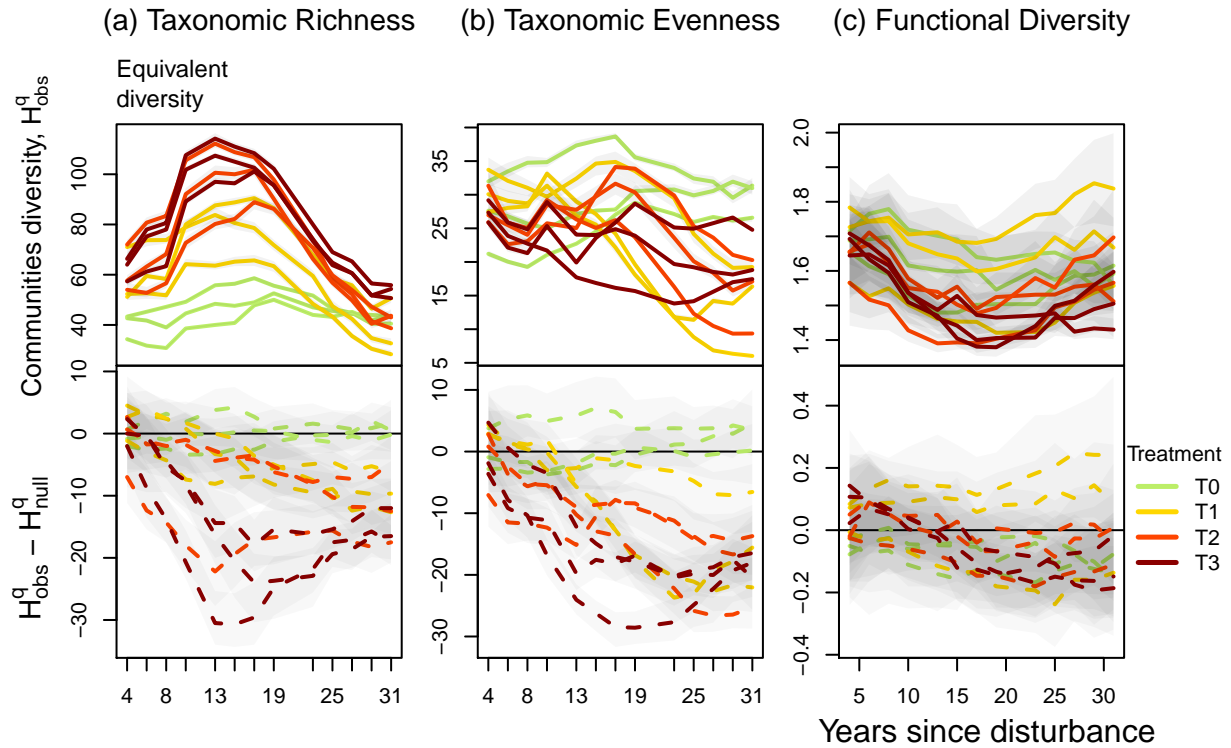 (a) Taxonomic Richness (b) Taxonomic Evenness (c) Functional Diversity
Equivalent
diversity
Communities diversity, H^q_obs
40 60 80 100
5 15 25 35
1.4 1.6 1.8 2.0
H^q_obs − H^q_null
−30 −20 −10 0 10
−30 −20 −10 0 10
−0.4 −0.2 0.0 0.2 0.4
Treatment
T0
T1
T2
T3
4 8 13 19 25 31
4 8 13 19 25 31
5 10 15 20 25 30
Years since disturbance